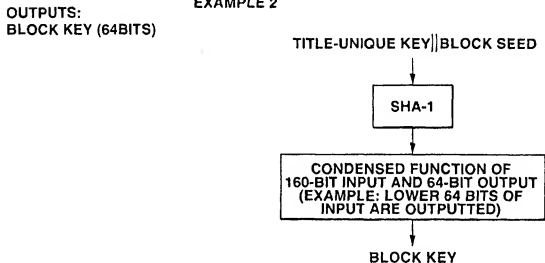 EXAMPLE 2
OUTPUTS:
BLOCK KEY (64BITS)
TITLE-UNIQUE KEY||BLOCK SEED
SHA-1
CONDENSED FUNCTION OF
160-BIT INPUT AND 64-BIT OUTPUT
(EXAMPLE: LOWER 64 BITS OF
INPUT ARE OUTPUTTED)
BLOCK KEY